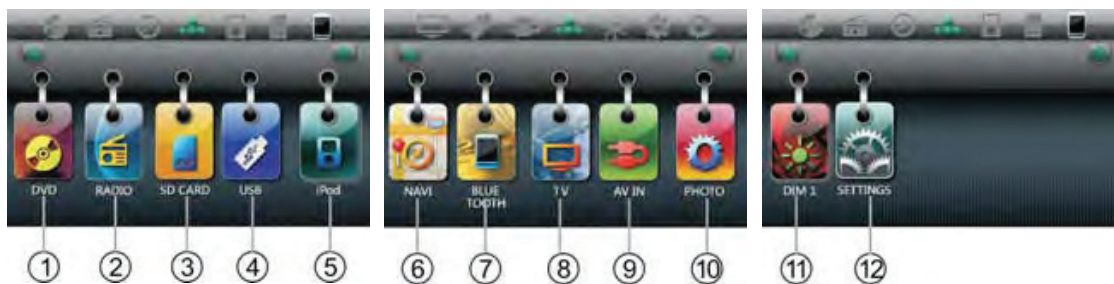 DVD RADIO SD CARD USB iPod
① ② ③ ④ ⑤
NAVI BLUE TOOTH TV AV IN PHOTO
⑥ ⑦ ⑧ ⑨ ⑩
DIM 1 SETTINGS
⑪ ⑫